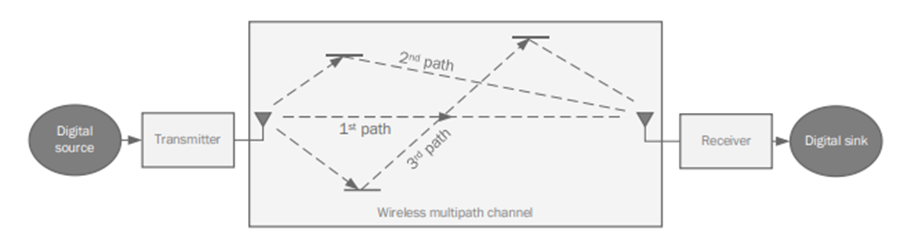 2nd path
Digital
source
Transmitter
1st path
3rd path
Receiver
Digital sink
Wireless multipath channel